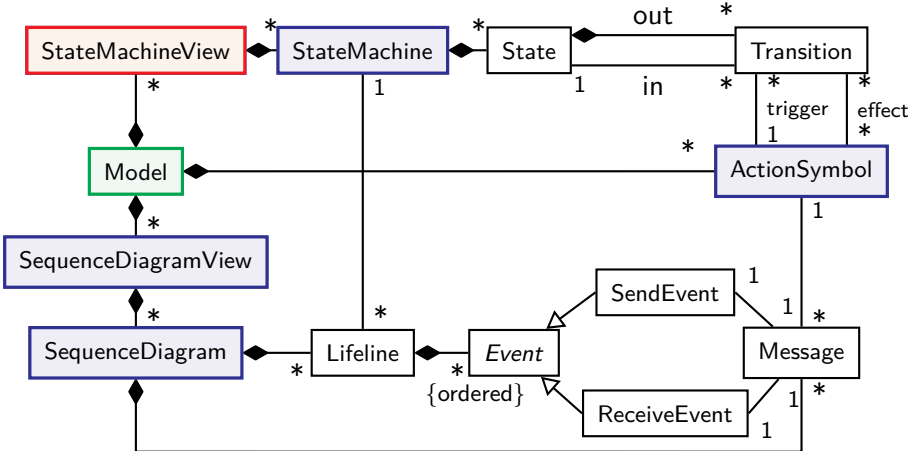 out
*
*
*
StateMachineView
StateMachine
State
Transition
1
in
*
*
1
*
*
trigger
effect
1
*
*
Model
ActionSymbol
*
1
SequenceDiagramView
1
SendEvent
*
1
*
*
SequenceDiagram
Lifeline
Event
Message
*
*
{ordered}
1
*
ReceiveEvent
1